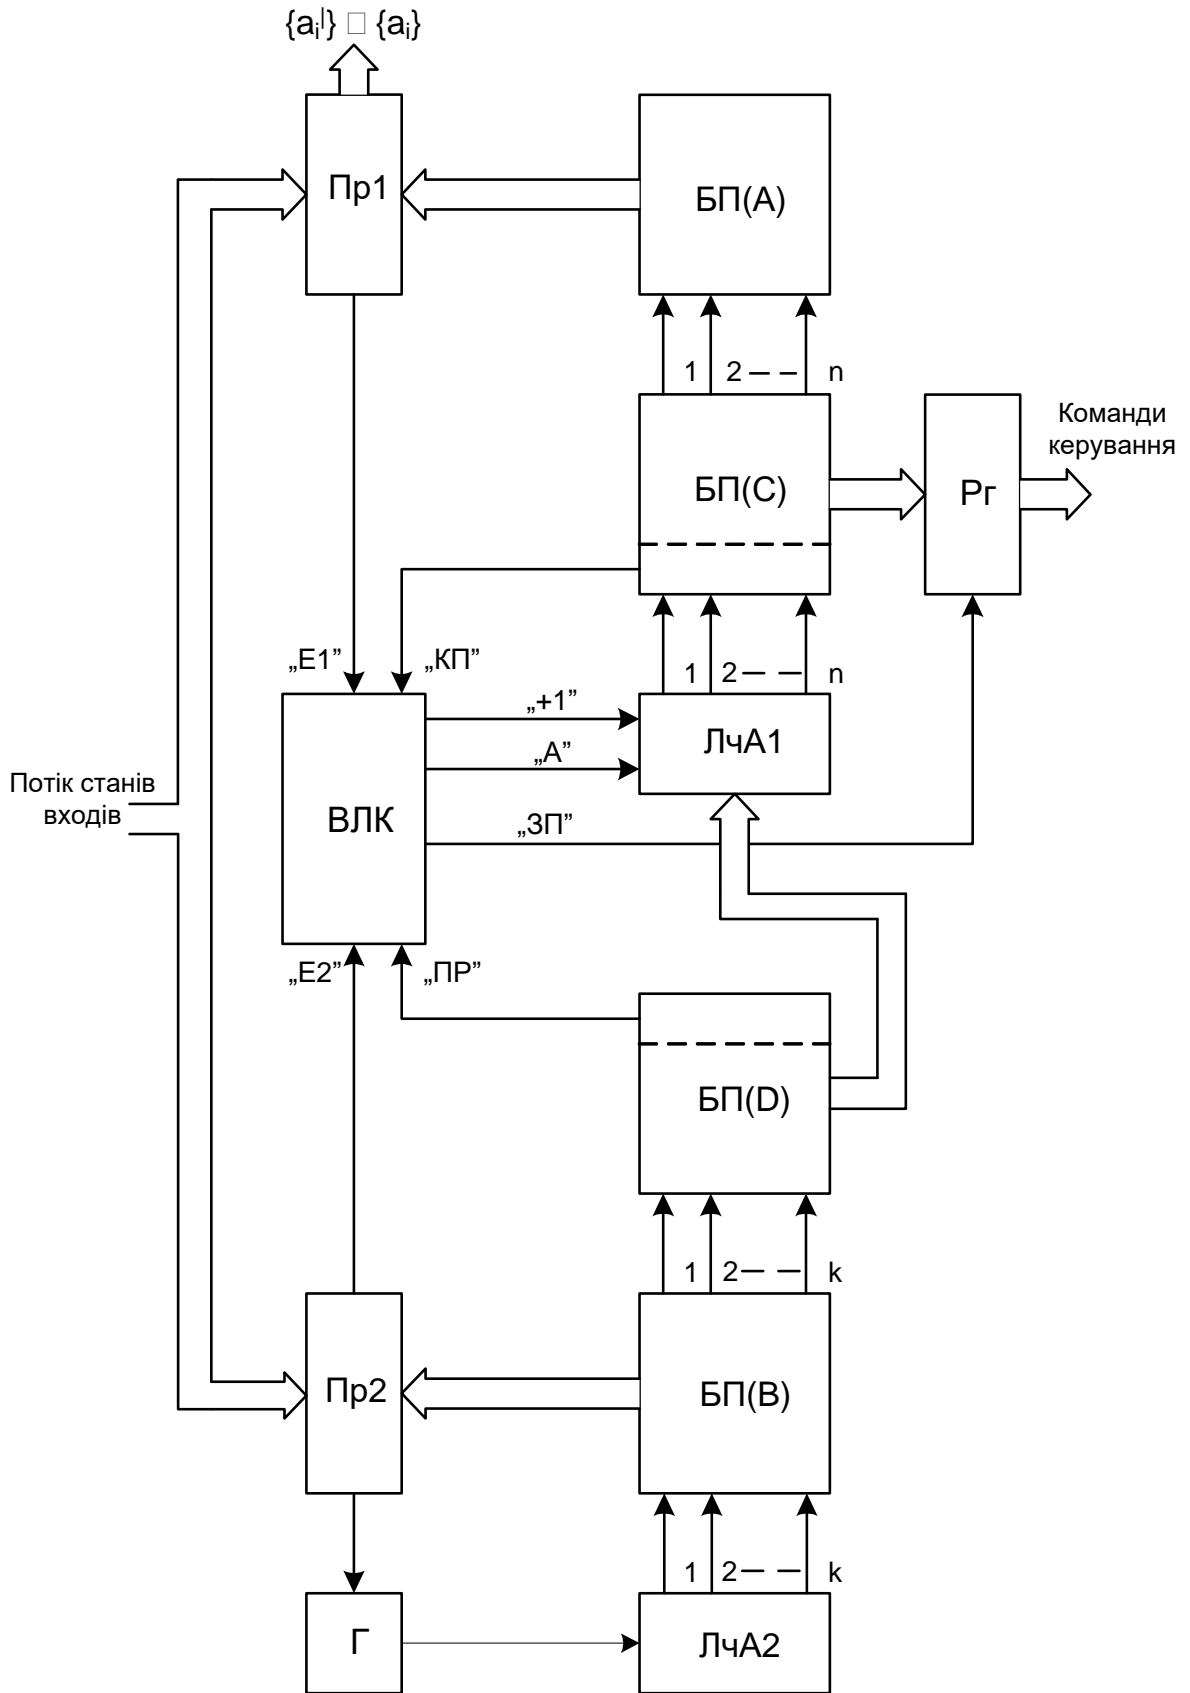 {aᵢˡ} □ {aᵢ}
Пр1
БП(А)
1 2 n
Команди
керування
БП(С)
Рг
„Е1” „КП”
1 2 n
„+1”
ЛчА1
„А”
Потік станів
входів
ВЛК
„ЗП”
„Е2” „ПР”
БП(D)
1 2 k
Пр2
БП(В)
1 2 k
Г
ЛчА2